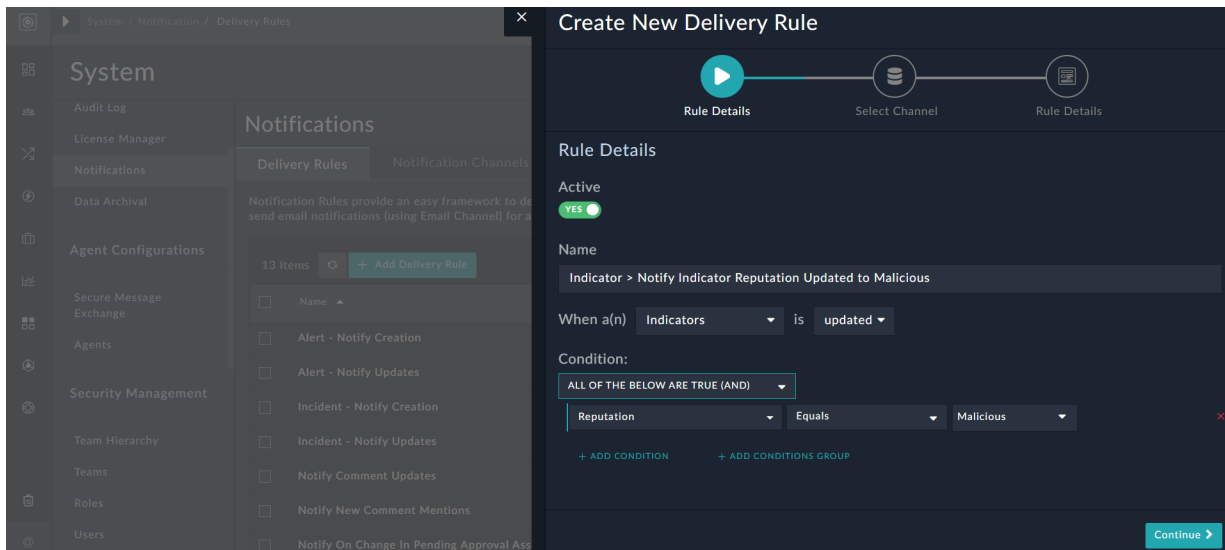 System / Notification / Delivery Rules
System
Audit Log
License Manager
Notifications
Data Archival
Agent Configurations
Secure Message
Exchange
Agents
Security Management
Team Hierarchy
Teams
Roles
Users
Notifications
Delivery Rules
Notification Channels
Notification Rules provide an easy framework to de
send email notifications (using Email Channel) for a
13 Items
+ Add Delivery Rule
Name
Alert - Notify Creation
Alert - Notify Updates
Incident - Notify Creation
Incident - Notify Updates
Notify Comment Updates
Notify New Comment Mentions
Notify On Change In Pending Approval Ass
Create New Delivery Rule
Rule Details
Select Channel
Rule Details
Rule Details
Active
YES
Name
Indicator > Notify Indicator Reputation Updated to Malicious
When a(n) Indicators is updated
Condition:
ALL OF THE BELOW ARE TRUE (AND)
Reputation Equals Malicious
+ ADD CONDITION + ADD CONDITIONS GROUP
Continue